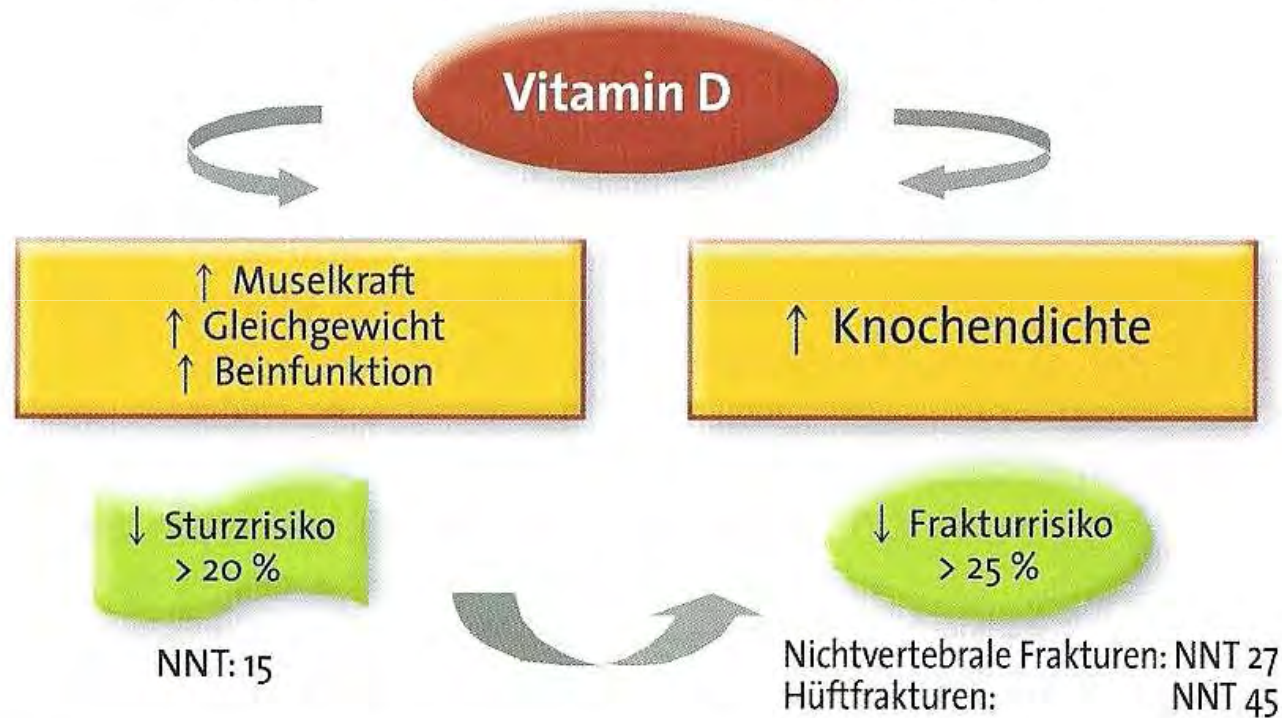 Vitamin D
↑ Muselkraft
↑ Gleichgewicht
↑ Beinfunktion
↑ Knochendichte
↓ Sturzrisiko
> 20 %
NNT: 15
↓ Frakturrisiko
> 25 %
Nichtvertebrale Frakturen: NNT 27
Hüftfrakturen: NNT 45